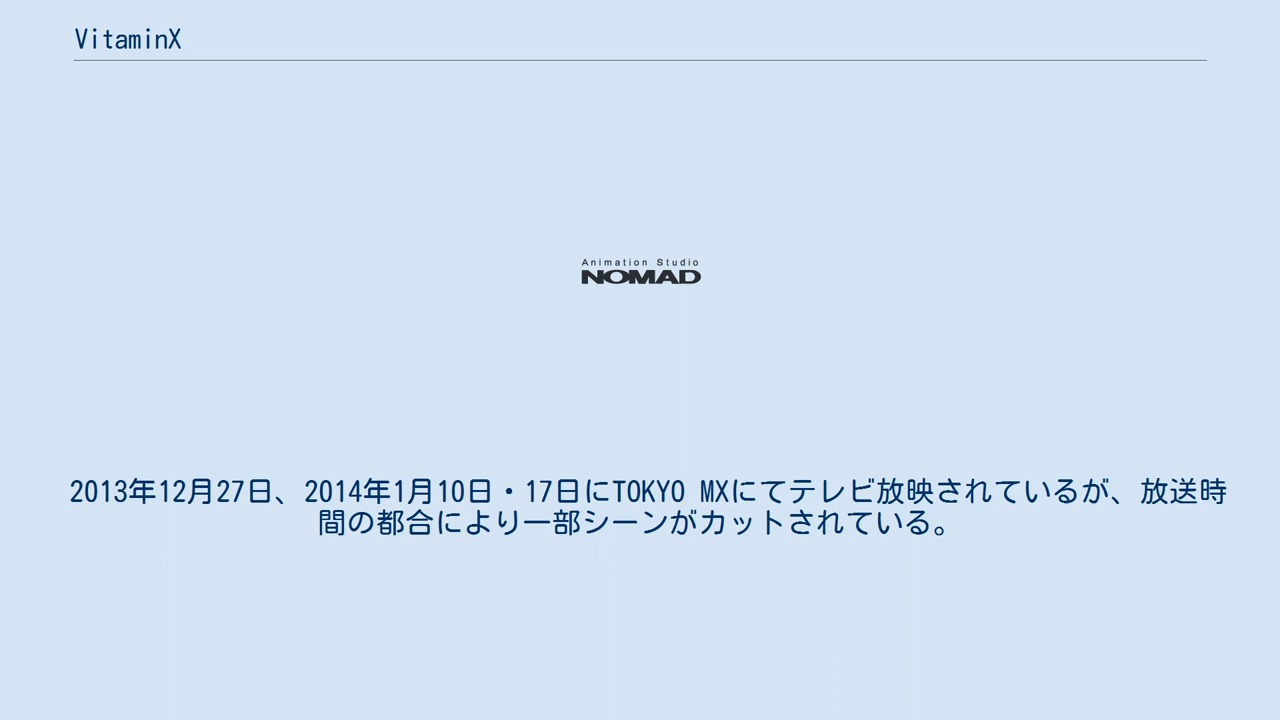 VitaminX
Animation Studio
NOMAD
2013年12月27日、2014年1月10日・17日にTOKYO MXにてテレビ放映されているが、放送時
間の都合により一部シーンがカットされている。